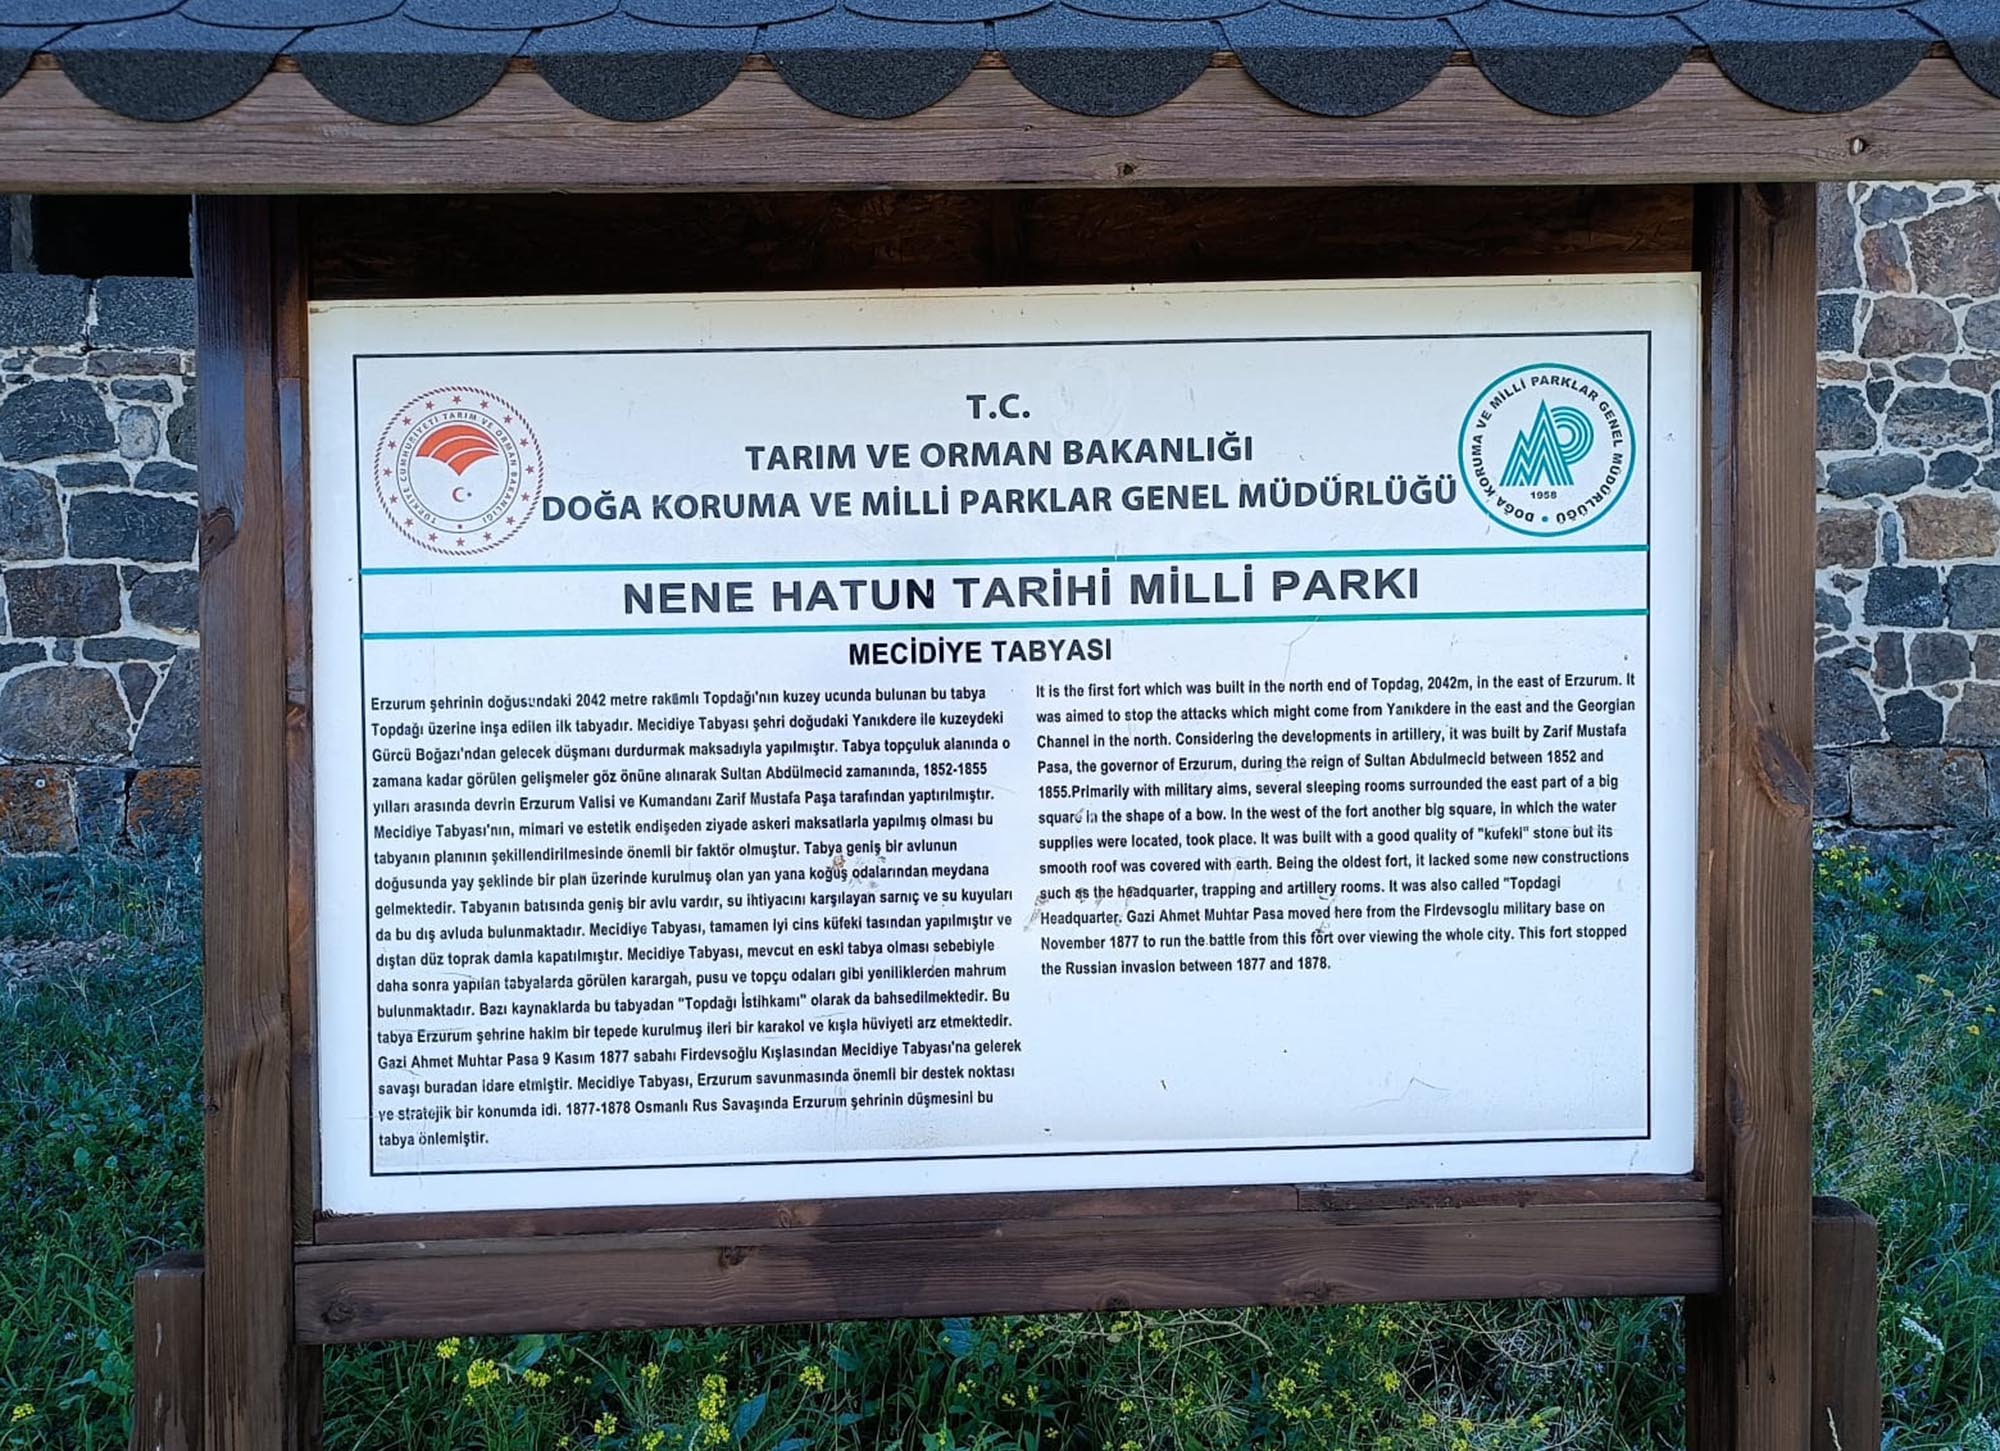 T.C.
TARIM VE ORMAN BAKANLIĞI
DOĞA KORUMA VE MİLLİ PARKLAR GENEL MÜDÜRLÜĞÜ
TÜRKİYE CUMHURİYETİ TARIM VE ORMAN BAKANLIĞI
DOĞA KORUMA VE MİLLİ PARKLAR GENEL MÜDÜRLÜĞÜ
1958
NENE HATUN TARİHİ MİLLİ PARKI
MECİDİYE TABYASI
Erzurum şehrinin doğusundaki 2042 metre rakımlı Topdağı'nın kuzey ucunda bulunan bu tabya
Topdağı üzerine inşa edilen ilk tabyadır. Mecidiye Tabyası şehri doğudaki Yanıkdere ile kuzeydeki
Gürcü Boğazı'ndan gelecek düşmanı durdurmak maksadıyla yapılmıştır. Tabya topçuluk alanında o
zamana kadar görülen gelişmeler göz önüne alınarak Sultan Abdülmecid zamanında, 1852-1855
yılları arasında devrin Erzurum Valisi ve Kumandanı Zarif Mustafa Paşa tarafından yaptırılmıştır.
Mecidiye Tabyası'nın, mimari ve estetik endişeden ziyade askeri maksatlarla yapılmış olması bu
tabyanın planının şekillendirilmesinde önemli bir faktör olmuştur. Tabya geniş bir avlunun
doğusunda yay şeklinde bir plan üzerinde kurulmuş olan yan yana koğuş odalarından meydana
gelmektedir. Tabyanın batısında geniş bir avlu vardır, su ihtiyacını karşılayan sarnıç ve su kuyuları
da bu dış avluda bulunmaktadır. Mecidiye Tabyası, tamamen iyi cins küfeki tasından yapılmıştır ve
dıştan düz toprak damla kapatılmıştır. Mecidiye Tabyası, mevcut en eski tabya olması sebebiyle
daha sonra yapılan tabyalarda görülen karargah, pusu ve topçu odaları gibi yeniliklerden mahrum
bulunmaktadır. Bazı kaynaklarda bu tabyadan "Topdağı İstihkamı" olarak da bahsedilmektedir. Bu
tabya Erzurum şehrine hakim bir tepede kurulmuş ileri bir karakol ve kışla hüviyeti arz etmektedir.
Gazi Ahmet Muhtar Pasa 9 Kasım 1877 sabahı Firdevsoğlu Kışlasından Mecidiye Tabyası'na gelerek
savaşı buradan idare etmiştir. Mecidiye Tabyası, Erzurum savunmasında önemli bir destek noktası
ve stratejik bir konumda idi. 1877-1878 Osmanlı Rus Savaşında Erzurum şehrinin düşmesini bu
tabya önlemiştir.
It is the first fort which was built in the north end of Topdag, 2042m, in the east of Erzurum. It
was aimed to stop the attacks which might come from Yanıkdere in the east and the Georgian
Channel in the north. Considering the developments in artillery, it was built by Zarif Mustafa
Pasa, the governor of Erzurum, during the reign of Sultan Abdulmecid between 1852 and
1855.Primarily with military aims, several sleeping rooms surrounded the east part of a big
square in the shape of a bow. In the west of the fort another big square, in which the water
supplies were located, took place. It was built with a good quality of "kufeki" stone but its
smooth roof was covered with earth. Being the oldest fort, it lacked some new constructions
such as the headquarter, trapping and artillery rooms. It was also called "Topdagi
Headquarter. Gazi Ahmet Muhtar Pasa moved here from the Firdevsoglu military base on
November 1877 to run the battle from this fort over viewing the whole city. This fort stopped
the Russian invasion between 1877 and 1878.